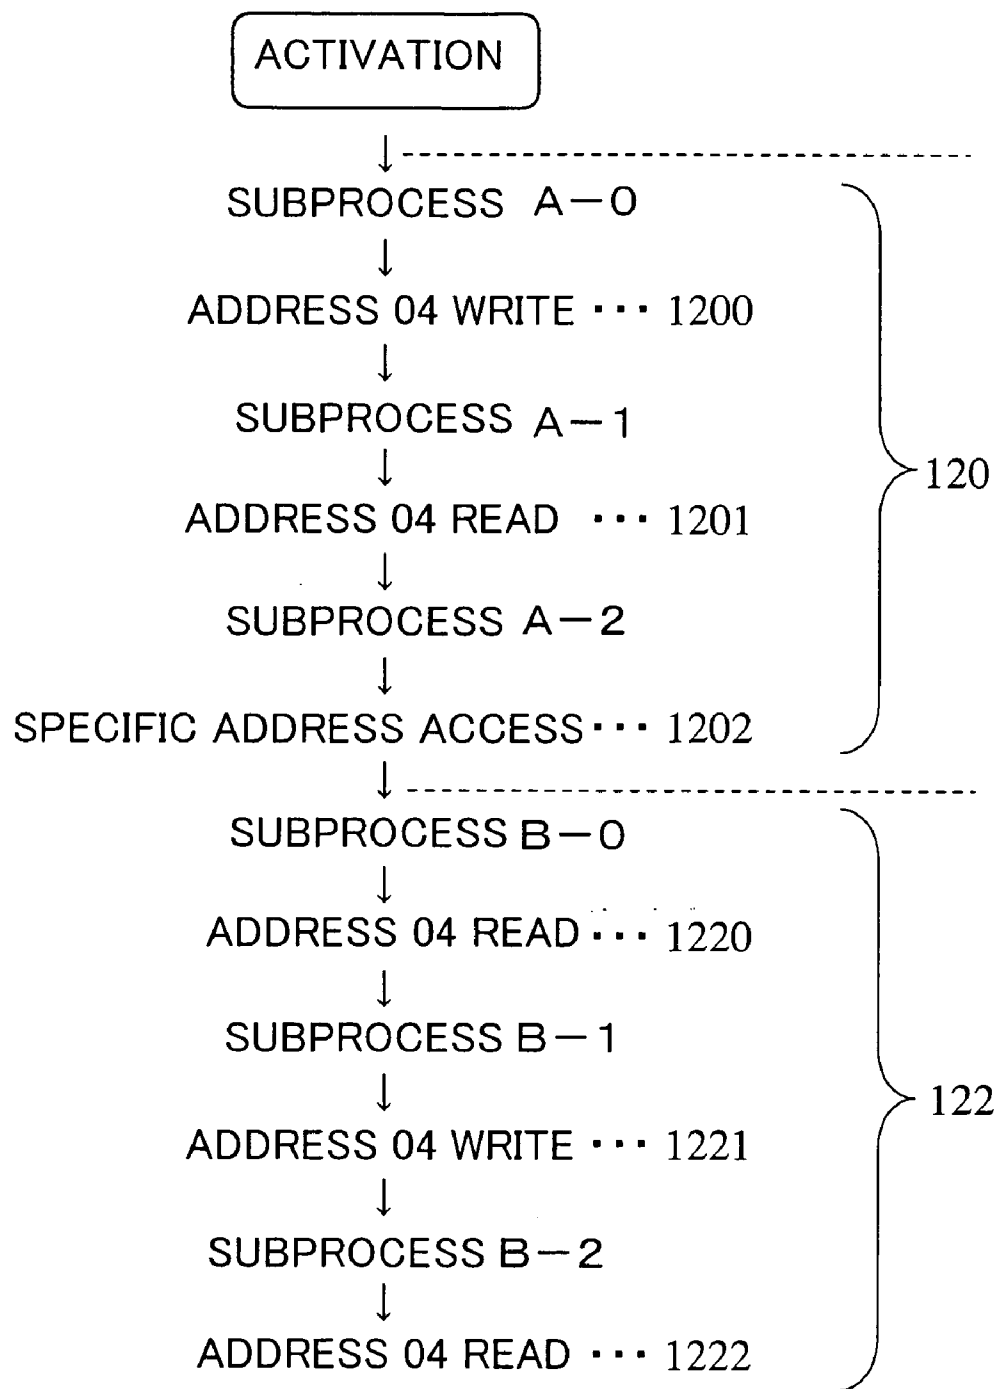 ACTIVATION
SUBPROCESS A－0
ADDRESS 04 WRITE ･･･ 1200
SUBPROCESS A－1
ADDRESS 04 READ ･･･ 1201
120
SUBPROCESS A－2
SPECIFIC ADDRESS ACCESS･･･ 1202
SUBPROCESS B－0
ADDRESS 04 READ ･･･ 1220
SUBPROCESS B－1
122
ADDRESS 04 WRITE ･･･ 1221
SUBPROCESS B－2
ADDRESS 04 READ ･･･ 1222